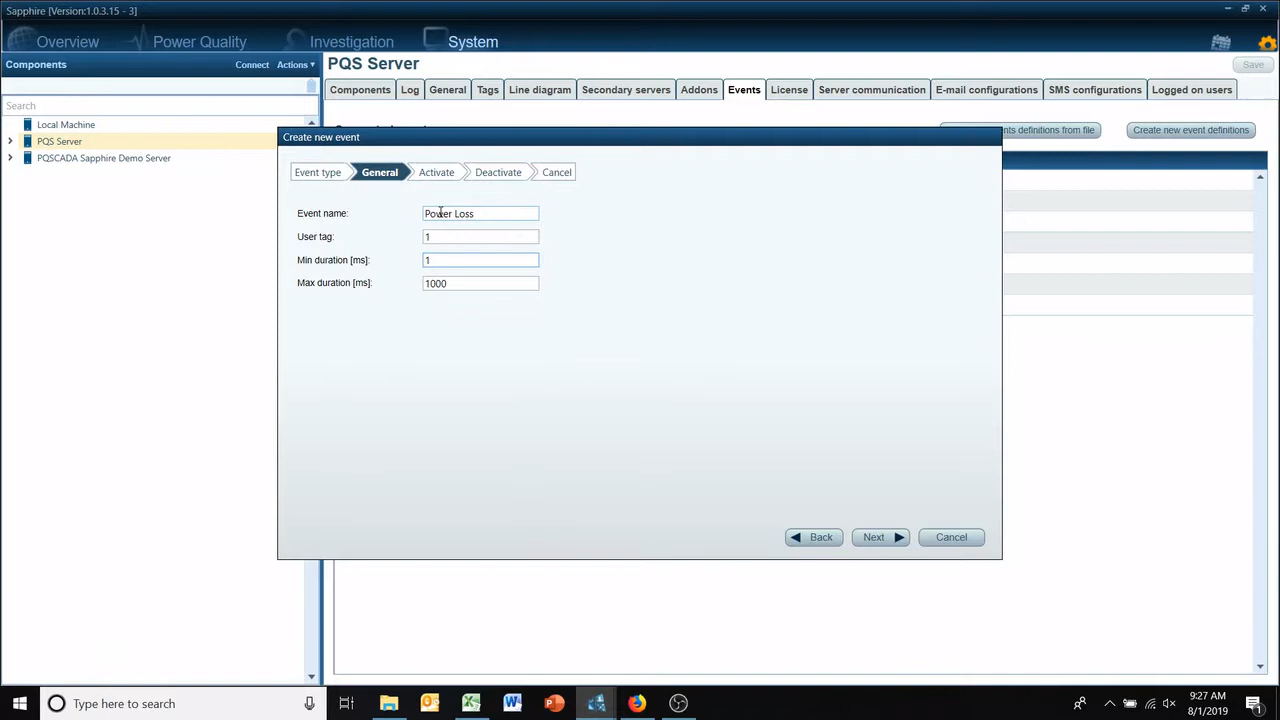 Sapphire [Version:1.0.3.15 - 3]
Overview
Power Quality
Investigation
System
Components
Connect
Actions
PQS Server
Save
Components
Log
General
Tags
Line diagram
Secondary servers
Addons
Events
License
Server communication
E-mail configurations
SMS configurations
Logged on users
Search
Local Machine
PQS Server
PQSCADA Sapphire Demo Server
definitions from file
Create new event definitions
Create new event
Event type
General
Activate
Deactivate
Cancel
Event name: Power Loss
User tag: 1
Min duration [ms]: 1
Max duration [ms]: 1000
Back
Next
Cancel
Type here to search
9:27 AM
8/1/2019
1